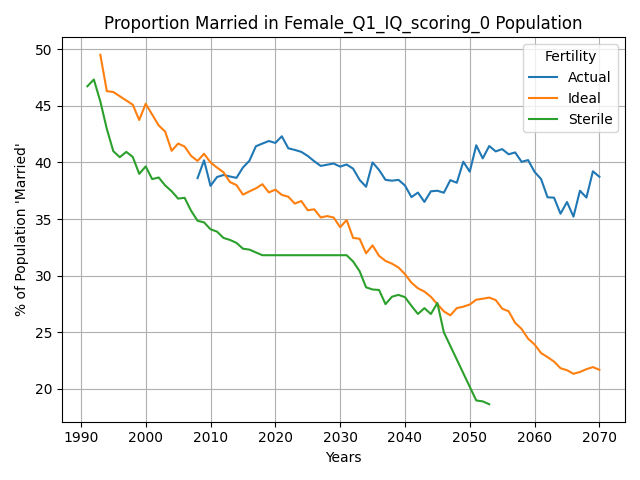 Proportion Married in Female_Q1_IQ_scoring_0 Population
% of Population 'Married'
50
45
40
35
30
25
20
Fertility
Actual
Ideal
Sterile
1990 2000 2010 2020 2030 2040 2050 2060 2070
Years